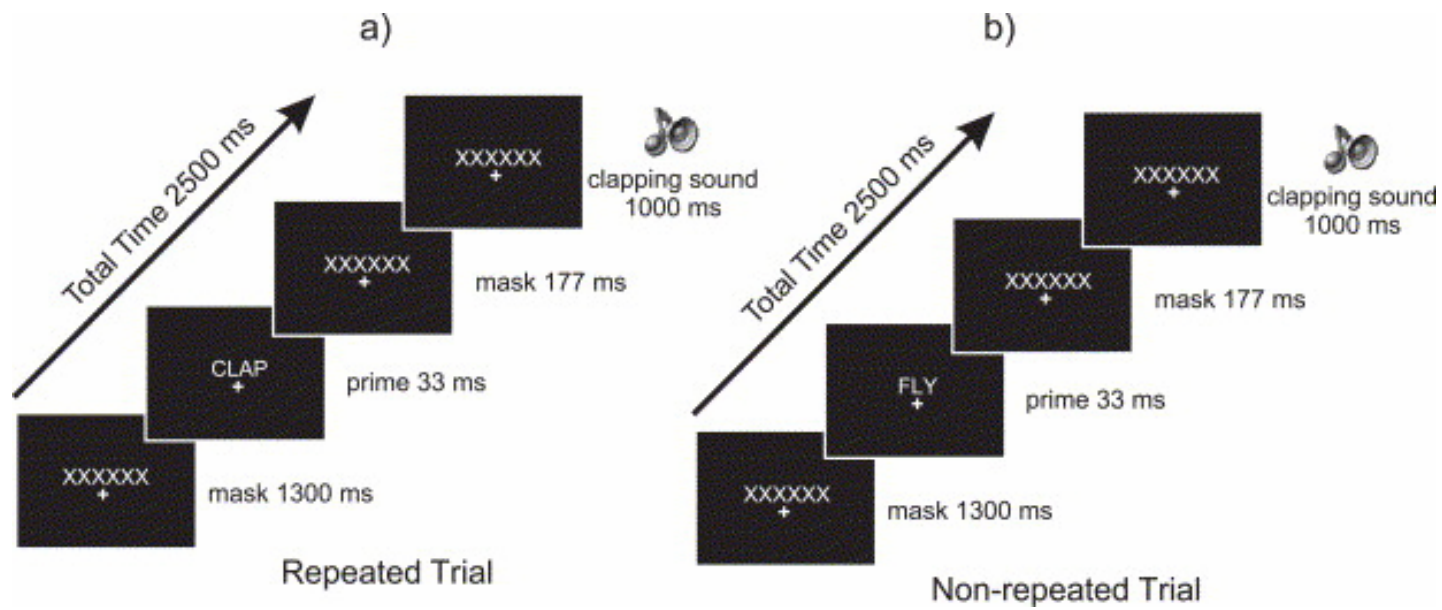 a)
Total Time 2500 ms
XXXXXX
+
clapping sound
1000 ms
XXXXXX
+
mask 177 ms
CLAP
+
prime 33 ms
XXXXXX
+
mask 1300 ms
Repeated Trial
b)
Total Time 2500 ms
XXXXXX
+
clapping sound
1000 ms
XXXXXX
+
mask 177 ms
FLY
+
prime 33 ms
XXXXXX
+
mask 1300 ms
Non-repeated Trial